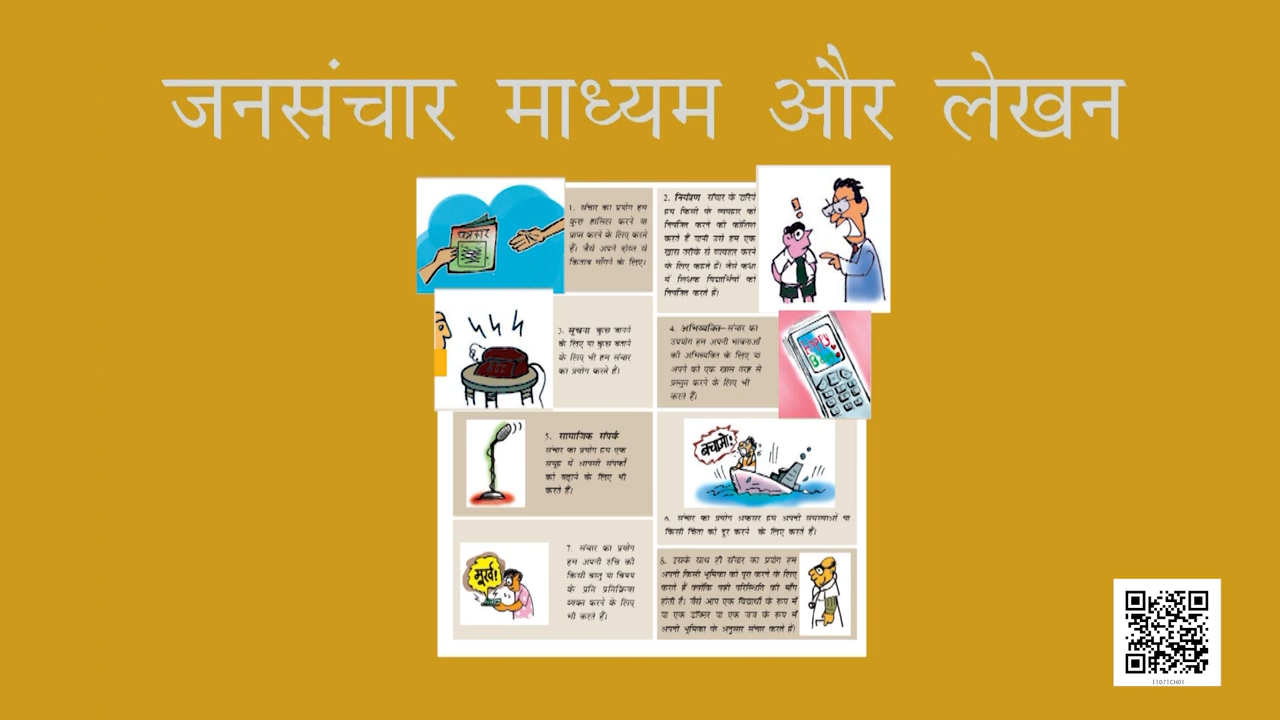 जनसंचार माध्यम और लेखन
पत्रकार
1. संचार का प्रयोग हम
कुछ हासिल करने या
प्राप्त करने के लिए करते
हैं। जैसे अपने दोस्त से
किताब माँगने के लिए।
2. नियंत्रण संचार के ज़रिये
हम किसी के व्यवहार को
नियंत्रित करने की कोशिश
करते हैं यानी उसे हम एक
खास तरीके से व्यवहार करने
के लिए कहते हैं। जैसे कक्षा
में शिक्षक विद्यार्थियों को
नियंत्रित करते हैं।
!
3. सूचना कुछ जानने
के लिए या कुछ बताने
के लिए भी हम संचार
का प्रयोग करते हैं।
4. अभिव्यक्ति–संचार का
उपयोग हम अपनी भावनाओं
की अभिव्यक्ति के लिए या
अपने को एक खास तरह से
प्रस्तुत करने के लिए भी
करते हैं।
HAPPY
5. सामाजिक संपर्क
संचार का प्रयोग हम एक
समूह में आपसी संपर्कों
को बढ़ाने के लिए भी
करते हैं।
बचाओ!
6. संचार का प्रयोग अकसर हम अपनी समस्याओं या
किसी चिंता को दूर करने के लिए करते हैं।
मूर्ख!
7. संचार का प्रयोग
हम अपनी रुचि की
किसी वस्तु या विषय
के प्रति प्रतिक्रिया
व्यक्त करने के लिए
भी करते हैं।
8. इसके साथ ही संचार का प्रयोग हम
अपनी किसी भूमिका को पूरा करने के लिए
करते हैं क्योंकि वही परिस्थिति की माँग
होती है। जैसे आप एक विद्यार्थी के रूप में
या एक डॉक्टर या एक जज के रूप में
अपनी भूमिका के अनुसार संचार करते हैं।
11071CH01